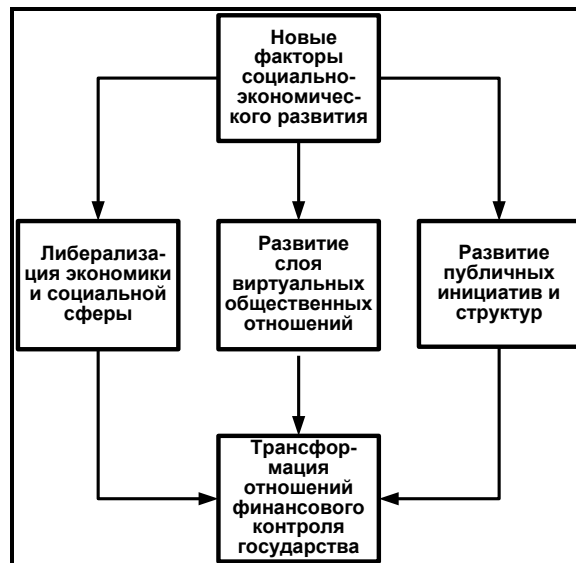 Новые
факторы
социально-
экономичес-
кого развития
Либерализа-
ция экономики
и социальной
сферы
Развитие
слоя
виртуальных
общественных
отношений
Развитие
публичных
инициатив и
структур
Трансфор-
мация
отношений
финансового
контроля
государства